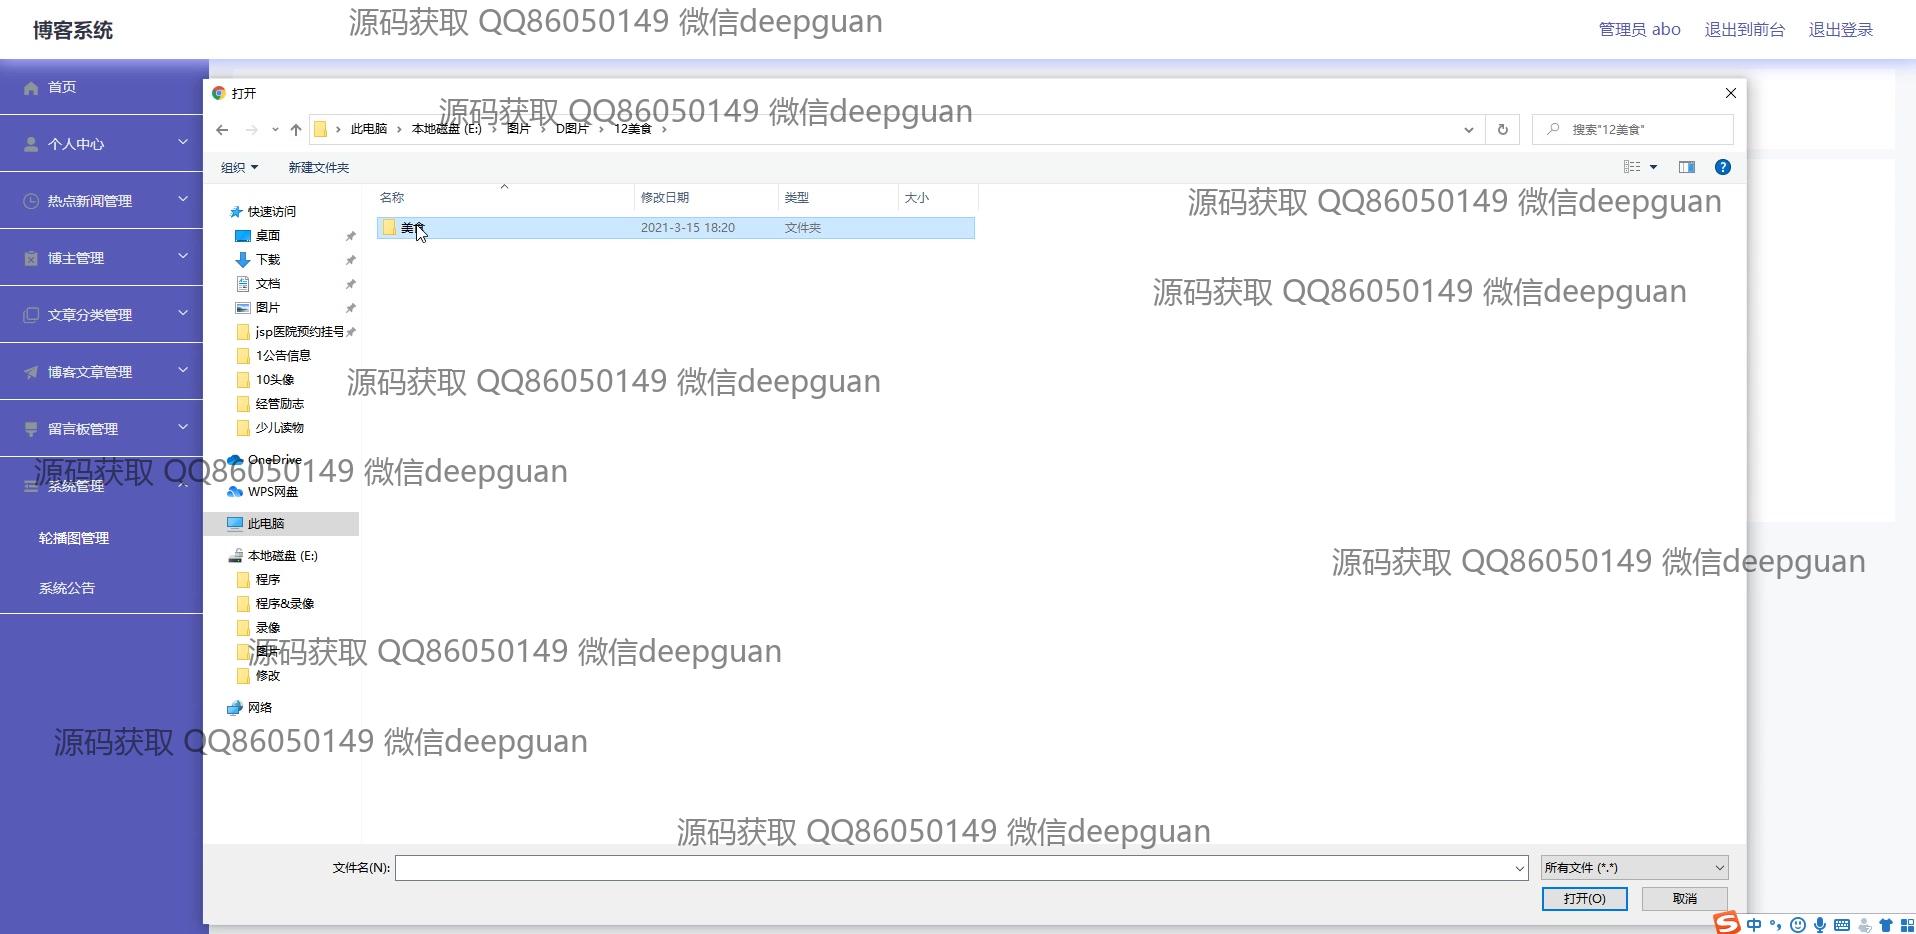 博客系统
源码获取 QQ86050149 微信deepguan
管理员 abo
退出到前台
退出登录
首页
个人中心
热点新闻管理
博主管理
文章分类管理
博客文章管理
留言板管理
系统管理
轮播图管理
系统公告
打开
源码获取 QQ86050149 微信deepguan
此电脑 › 本地磁盘 (E:) › 图片 › D图片 › 12美食 ›
搜索"12美食"
组织
新建文件夹
名称
修改日期
类型
大小
源码获取 QQ86050149 微信deepguan
美食
2021-3-15 18:20
文件夹
快速访问
桌面
下载
文档
图片
jsp医院预约挂号
1公告信息
10头像
经管励志
少儿读物
OneDrive
WPS网盘
此电脑
本地磁盘 (E:)
程序
程序&录像
录像
图片
修改
网络
源码获取 QQ86050149 微信deepguan
源码获取 QQ86050149 微信deepguan
源码获取 QQ86050149 微信deepguan
源码获取 QQ86050149 微信deepguan
源码获取 QQ86050149 微信deepguan
源码获取 QQ86050149 微信deepguan
源码获取 QQ86050149 微信deepguan
文件名(N):
所有文件 (*.*)
打开(O)
取消
中